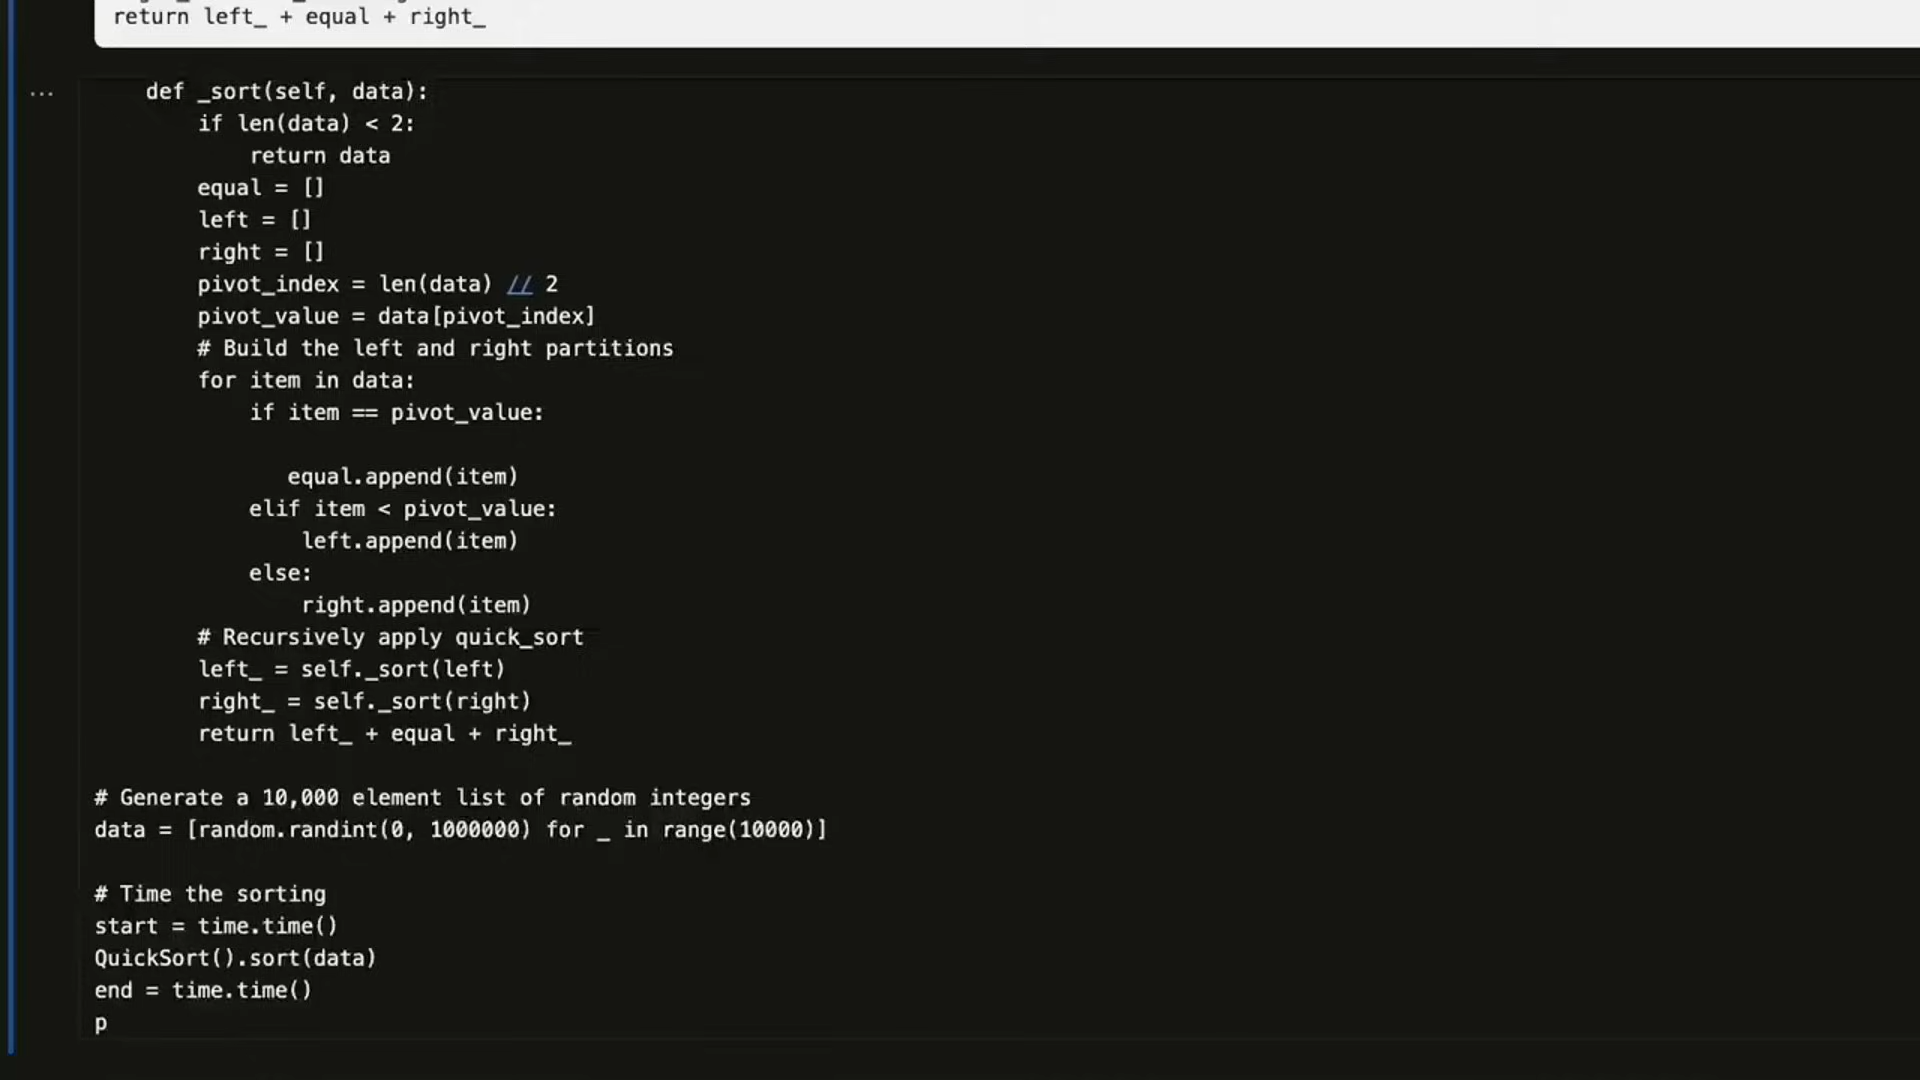 return left_ + equal + right_
...
def _sort(self, data):
if len(data) < 2:
return data
equal = []
left = []
right = []
pivot_index = len(data) // 2
pivot_value = data[pivot_index]
# Build the left and right partitions
for item in data:
if item == pivot_value:
equal.append(item)
elif item < pivot_value:
left.append(item)
else:
right.append(item)
# Recursively apply quick_sort
left_ = self._sort(left)
right_ = self._sort(right)
return left_ + equal + right_
# Generate a 10,000 element list of random integers
data = [random.randint(0, 1000000) for _ in range(10000)]
# Time the sorting
start = time.time()
QuickSort().sort(data)
end = time.time()
p